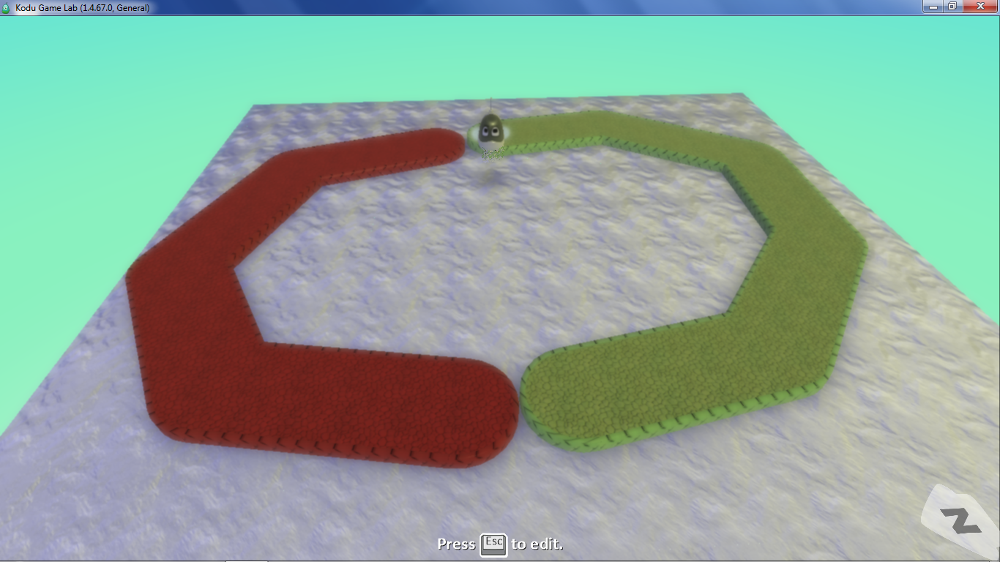 Kodu Game Lab (1.4.67.0, General)
Press Esc to edit.